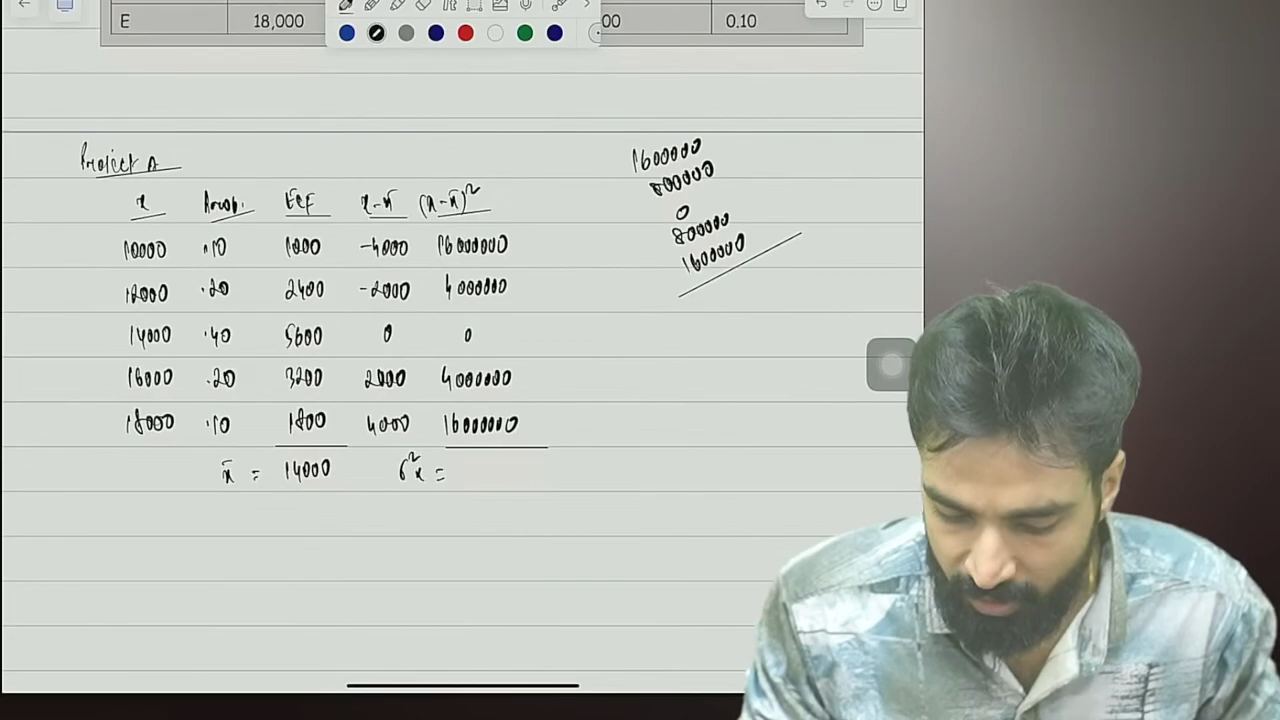 E 18,000 00 0.10
Project A
x Prob. ECF x-x̄ (x-x̄)²
10000 .10 1000 -4000 16000000
12000 .20 2400 -2000 4000000
14000 .40 5600 0 0
16000 .20 3200 2000 4000000
18000 .10 1800 4000 16000000
x̄ = 14000 σ²x =
1600000
800000
0
800000
1600000